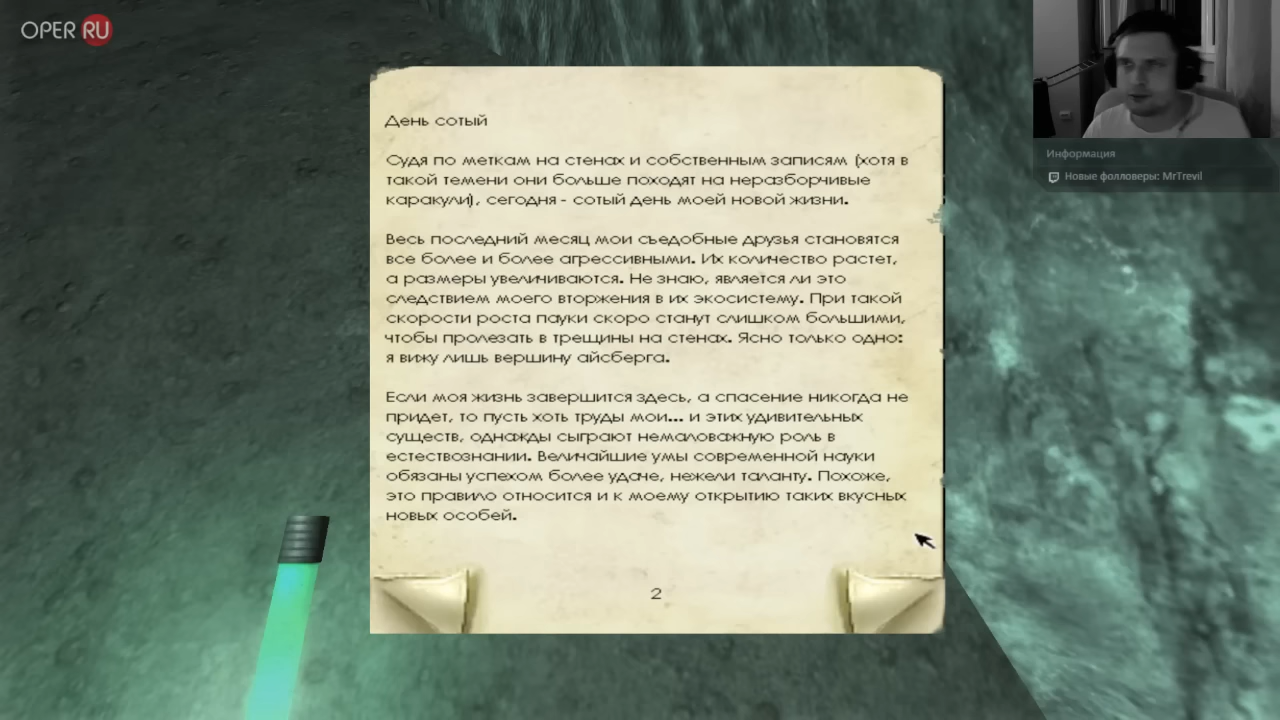 OPER RU
День сотый
Судя по меткам на стенах и собственным записям (хотя в
такой темени они больше походят на неразборчивые
каракули), сегодня - сотый день моей новой жизни.
Весь последний месяц мои съедобные друзья становятся
все более и более агрессивными. Их количество растет,
а размеры увеличиваются. Не знаю, является ли это
следствием моего вторжения в их экосистему. При такой
скорости роста пауки скоро станут слишком большими,
чтобы пролезать в трещины на стенах. Ясно только одно:
я вижу лишь вершину айсберга.
Если моя жизнь завершится здесь, а спасение никогда не
придет, то пусть хоть труды мои... и этих удивительных
существ, однажды сыграют немаловажную роль в
естествознании. Величайшие умы современной науки
обязаны успехом более удаче, нежели таланту. Похоже,
это правило относится и к моему открытию таких вкусных
новых особей.
2
Информация
Новые фолловеры: MrTrevil